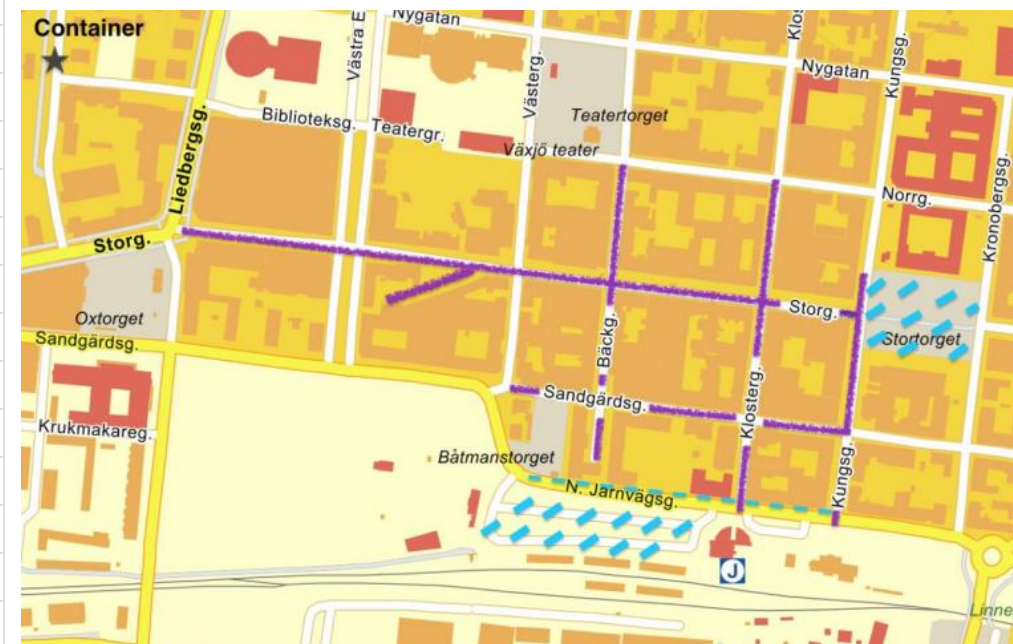 Container
Nygatan
Västra E
Västerg.
Klos
Kungsg.
Nygatan
Liedbergsg.
Biblioteksg.
Teatergr.
Teatertorget
Växjö teater
Norrg.
Kronobergsg.
Storg.
Oxtorget
Storg.
Stortorget
Sandgärdsg.
Bäckg.
Sandgärdsg.
Klosterg.
Krukmakareg.
Båtmanstorget
N. Jarnvägsg.
Kungsg.
J
Linne